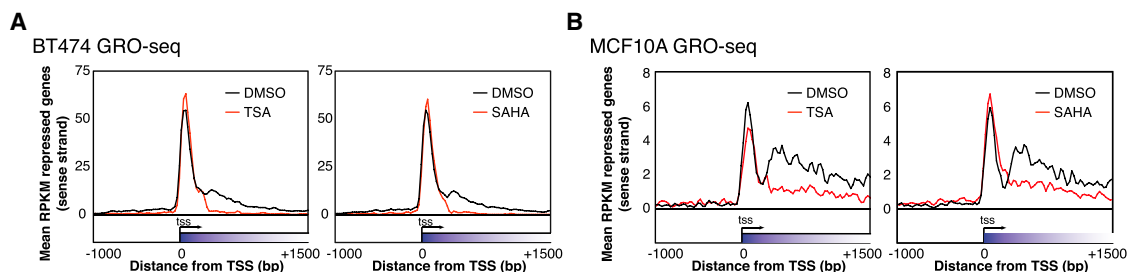 A
BT474 GRO-seq
Mean RPKM repressed genes
(sense strand)
75
50
25
0
DMSO
TSA
tss
-1000
0
+1500
Distance from TSS (bp)
75
50
25
0
DMSO
SAHA
tss
-1000
0
+1500
Distance from TSS (bp)
B
MCF10A GRO-seq
Mean RPKM repressed genes
(sense strand)
8
6
4
2
0
DMSO
TSA
tss
-1000
0
+1500
Distance from TSS (bp)
8
6
4
2
0
DMSO
SAHA
tss
-1000
0
+1500
Distance from TSS (bp)